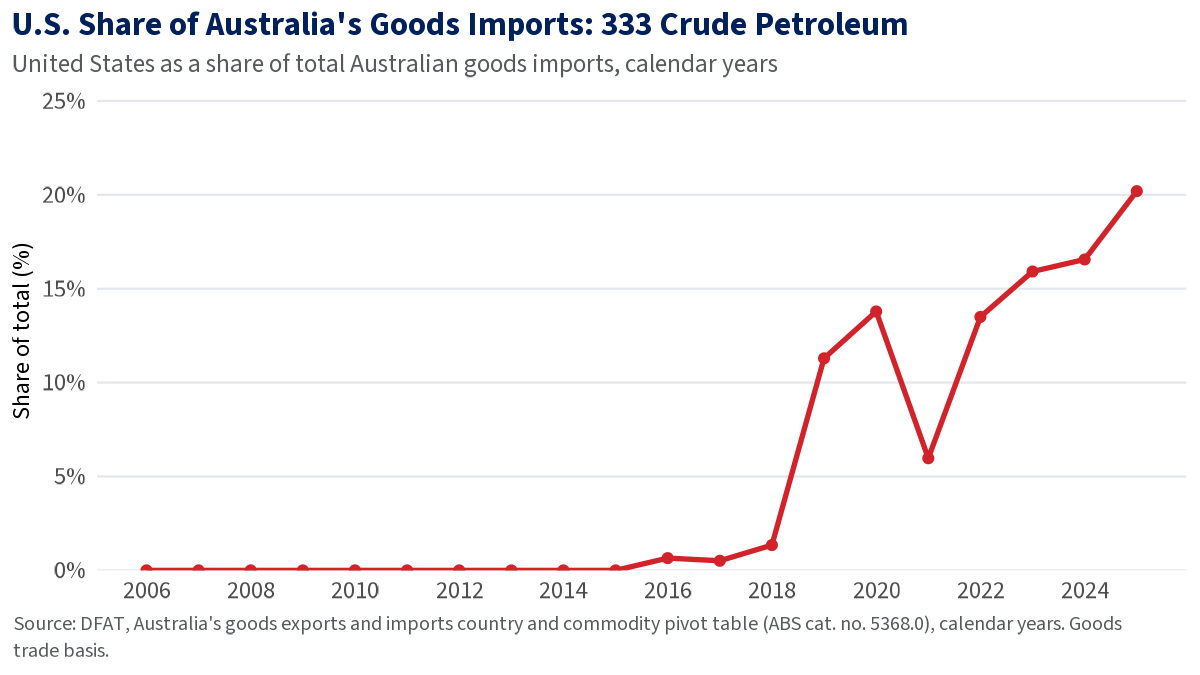 U.S. Share of Australia's Goods Imports: 333 Crude Petroleum
United States as a share of total Australian goods imports, calendar years
Share of total (%)
25%
20%
15%
10%
5%
0%
2006 2008 2010 2012 2014 2016 2018 2020 2022 2024
Source: DFAT, Australia's goods exports and imports country and commodity pivot table (ABS cat. no. 5368.0), calendar years. Goods
trade basis.